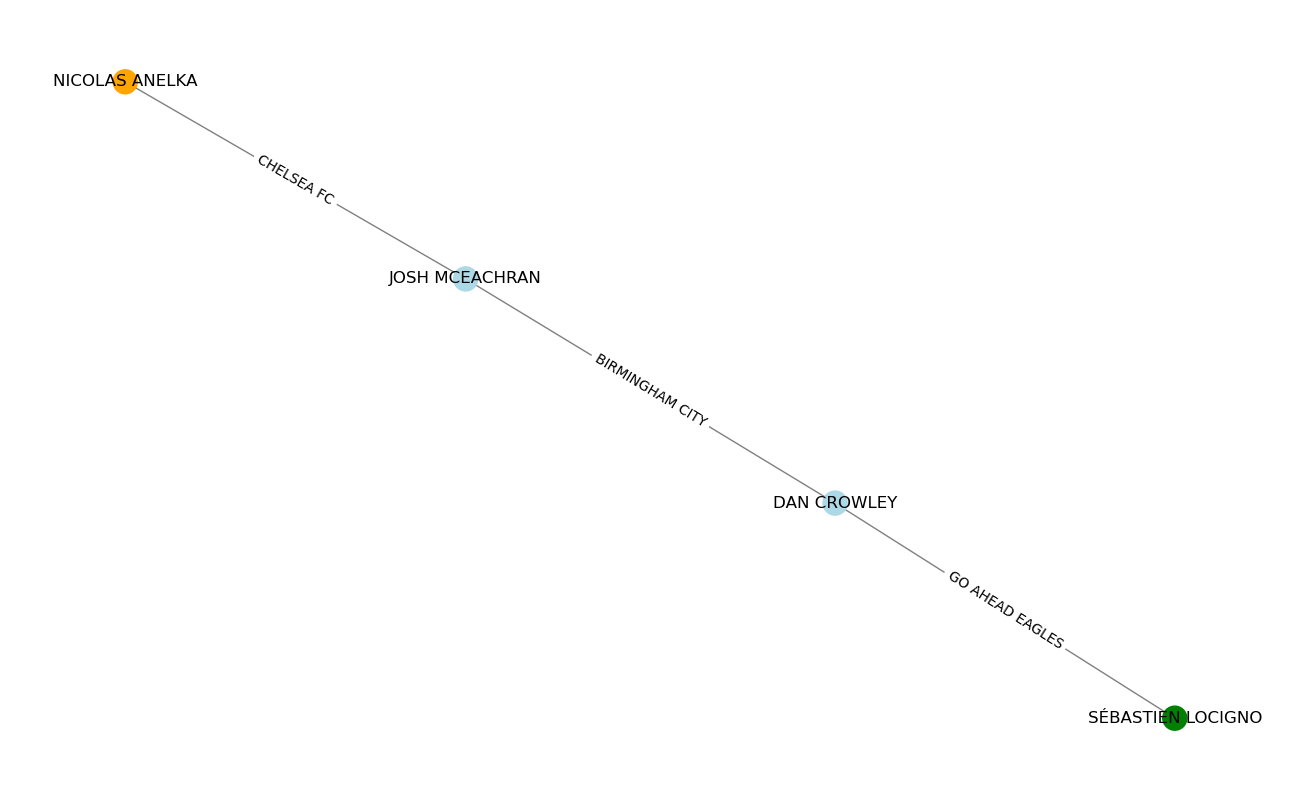 NICOLAS ANELKA
CHELSEA FC
JOSH MCEACHRAN
BIRMINGHAM CITY
DAN CROWLEY
GO AHEAD EAGLES
SÉBASTIEN LOCIGNO